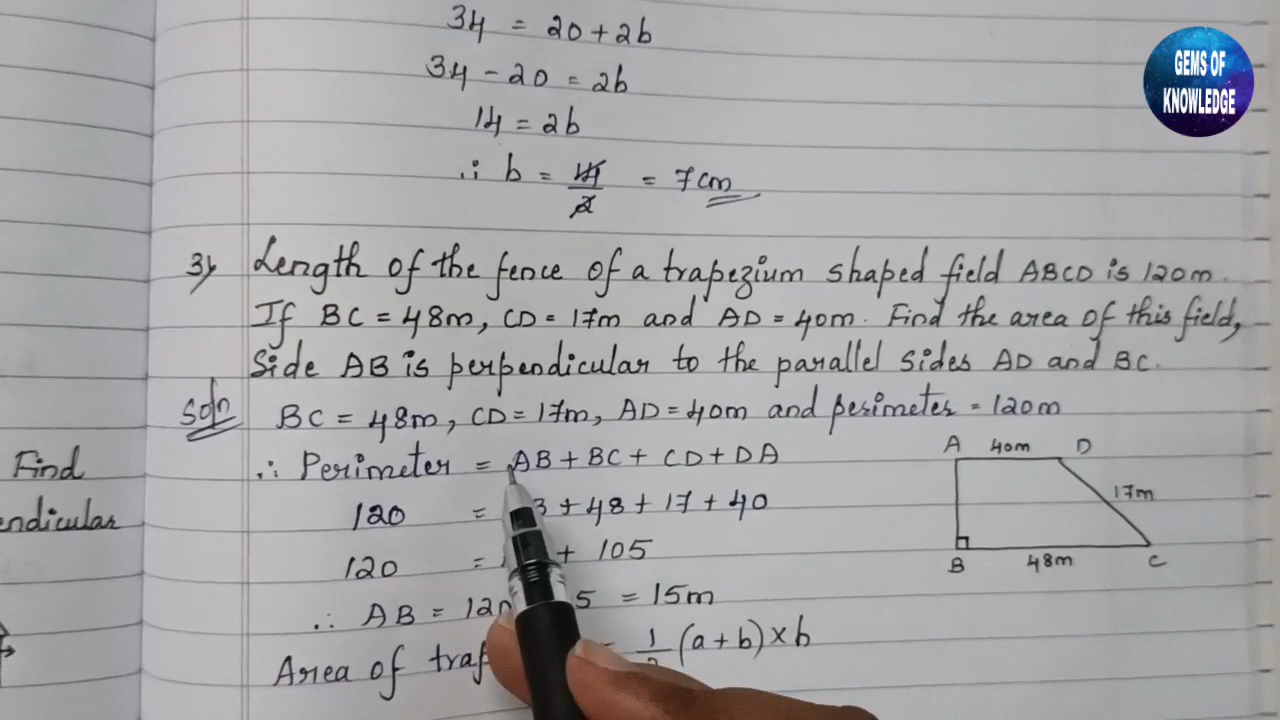 34 = 20 + 2b
34 - 20 = 2b
14 = 2b
∴ b = 14/2 = 7cm
GEMS OF
KNOWLEDGE
3) Length of the fence of a trapezium shaped field ABCD is 120m.
If BC = 48m, CD = 17m and AD = 40m. Find the area of this field,
Side AB is perpendicular to the parallel sides AD and BC.
Soln BC = 48m, CD = 17m, AD = 40m and perimeter = 120m
∴ Perimeter = AB + BC + CD + DA
120 = + 48 + 17 + 40
120 = + 105
∴ AB = 5 = 15m
Area of = 1 (a + b) × h
A 40m D
17m
B 48m C
Find